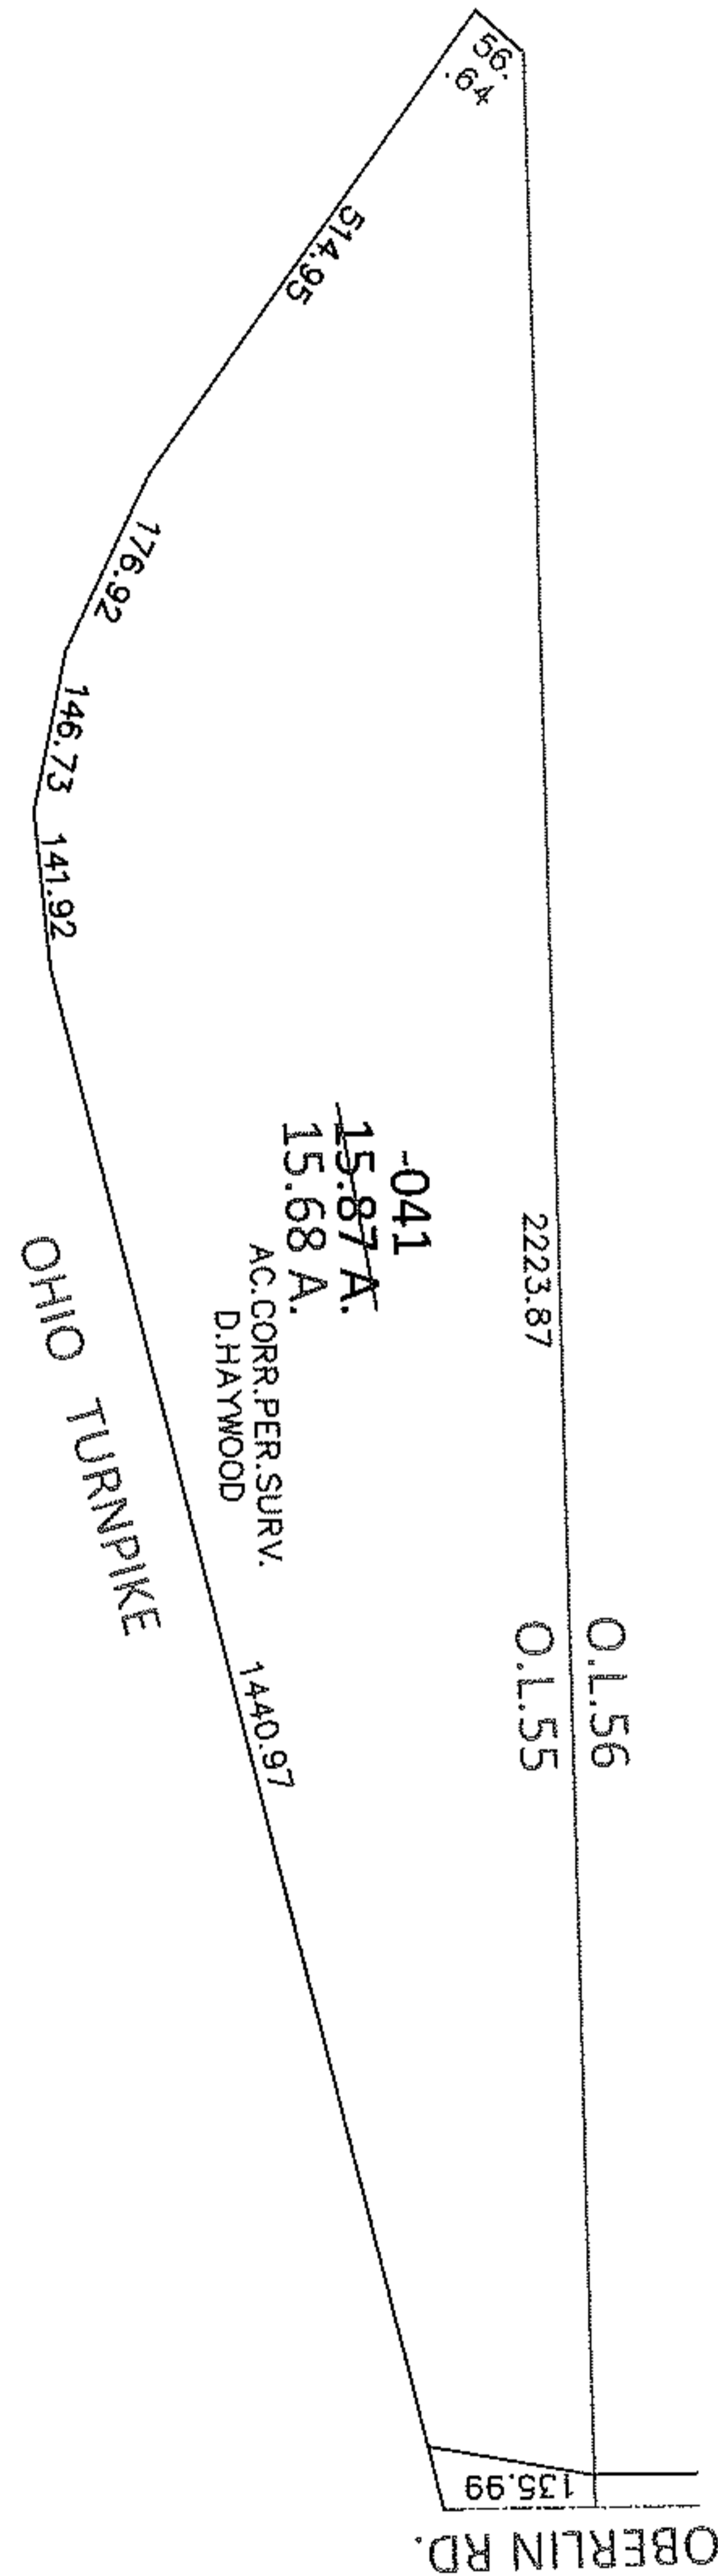 56.
.64
514.95
176.92
146.73
141.92
2223.87
-041
15.87 A.
15.68 A.
AC.CORR.PER.SURV.
D.HAYWOOD
OHIO TURNPIKE
1440.97
O.L.56
O.L.55
135.99
OBERLIN RD.